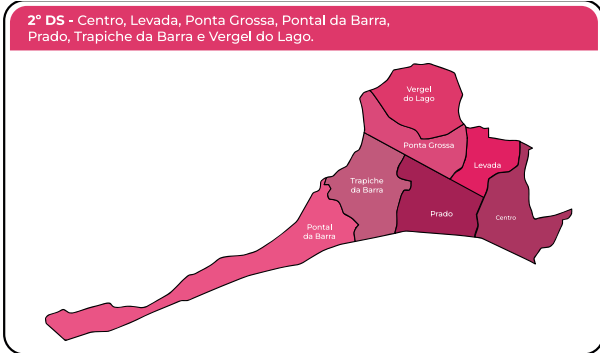 2º DS - Centro, Levada, Ponta Grossa, Pontal da Barra,
Prado, Trapiche da Barra e Vergel do Lago.
Vergel
do Lago
Ponta Grossa
Levada
Trapiche
da Barra
Prado
Centro
Pontal
da Barra